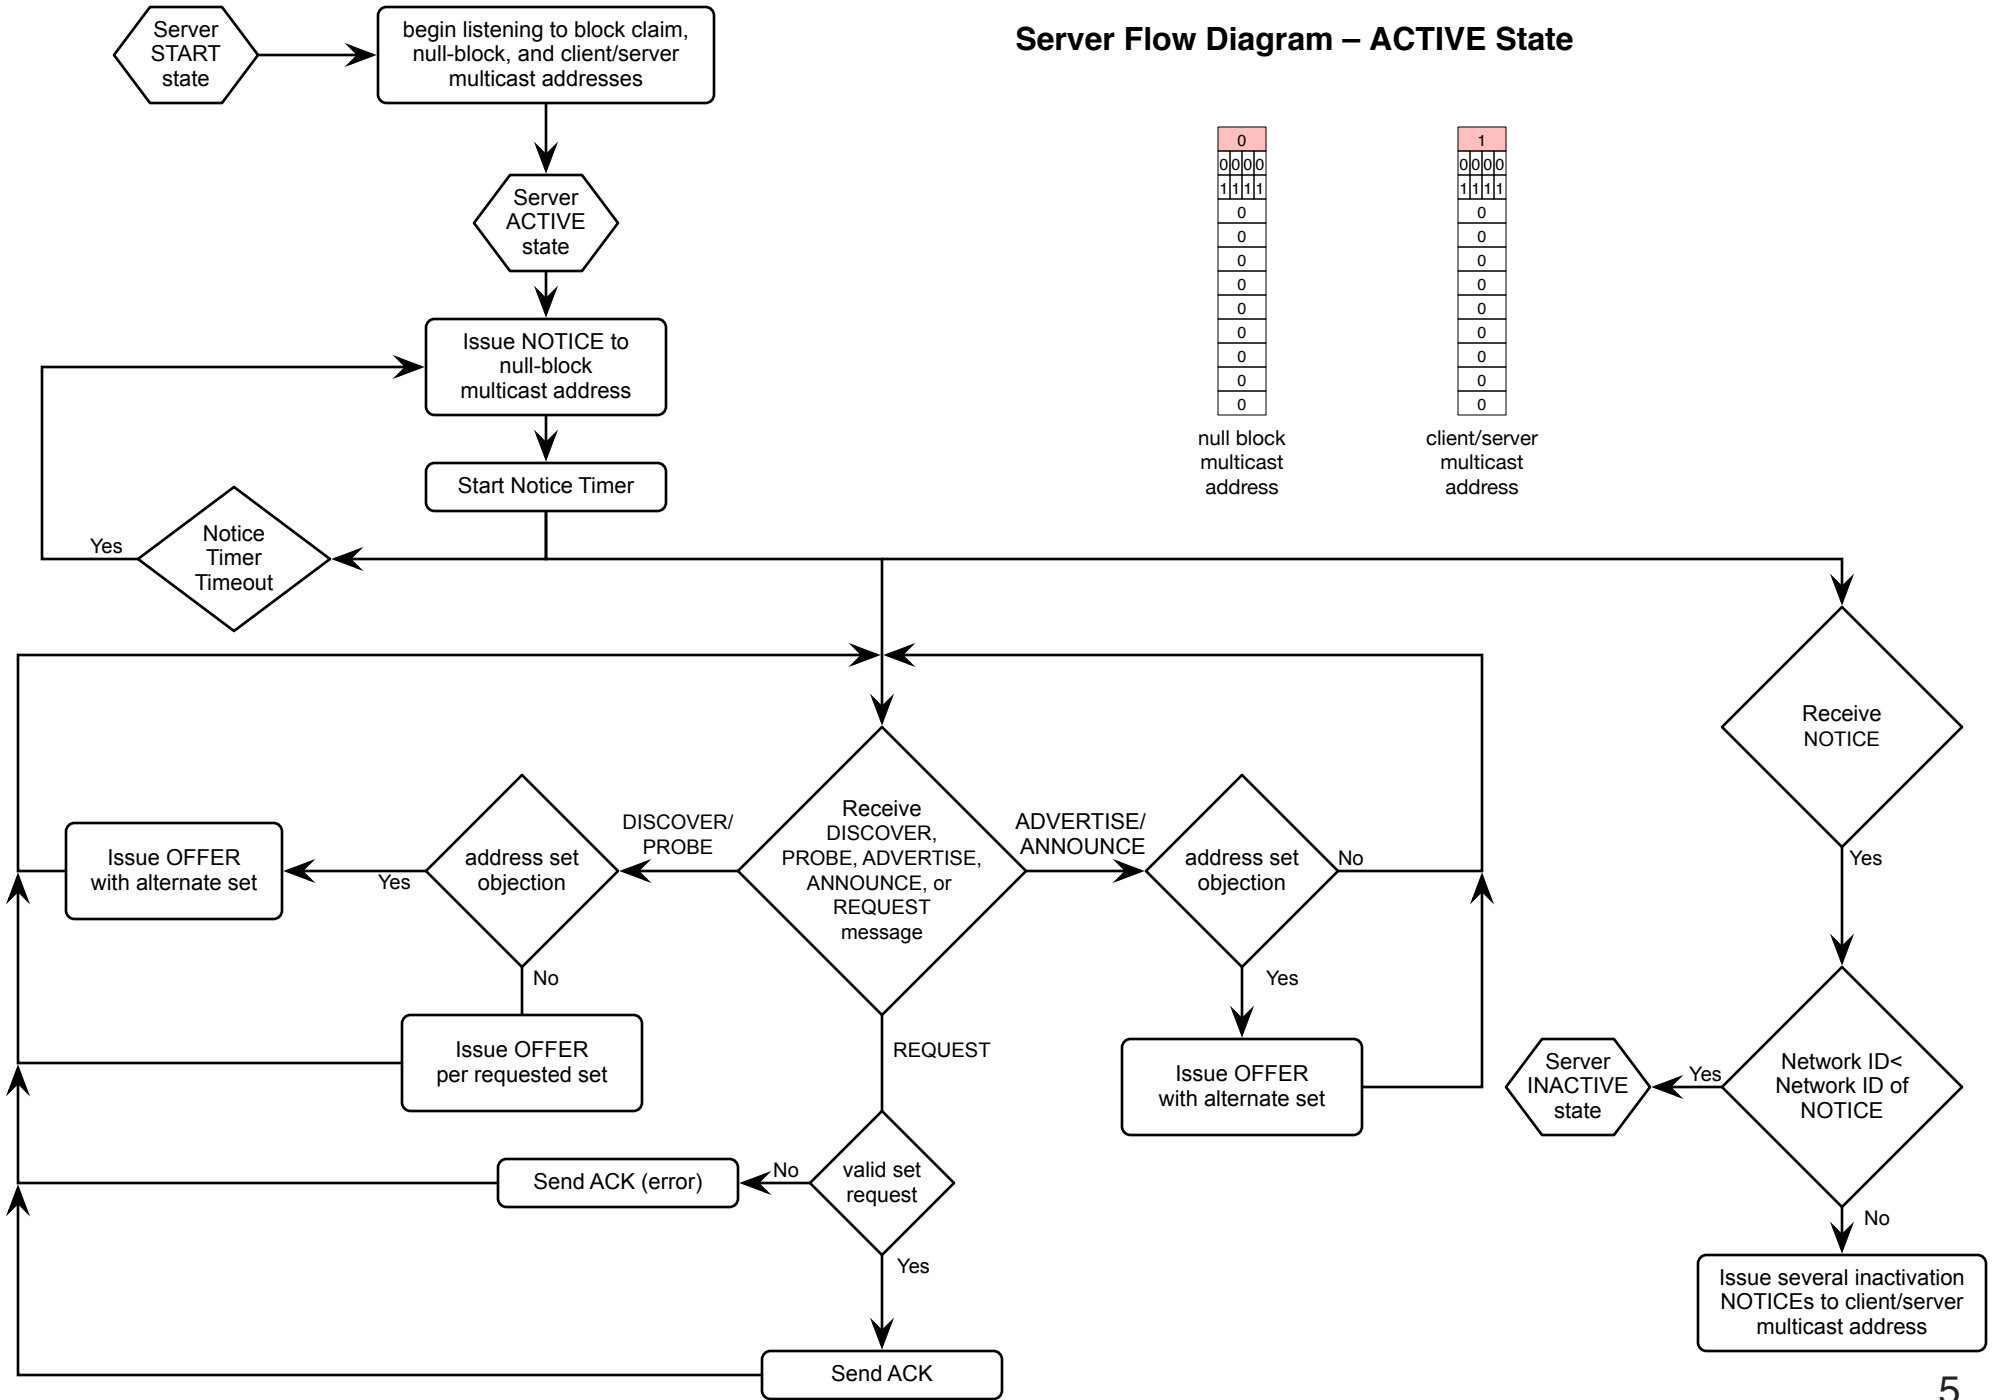 Server Flow Diagram – ACTIVE State
Server
START
state
begin listening to block claim,
null-block, and client/server
multicast addresses
Server
ACTIVE
state
Issue NOTICE to
null-block
multicast address
Start Notice Timer
Notice
Timer
Timeout
Yes
0
0 0 0 0
1 1 1 1
0
0
0
0
0
0
0
0
0
null block
multicast
address
1
0 0 0 0
1 1 1 1
0
0
0
0
0
0
0
0
0
client/server
multicast
address
Receive
DISCOVER,
PROBE, ADVERTISE,
ANNOUNCE, or
REQUEST
message
DISCOVER/
PROBE
address set
objection
Yes
Issue OFFER
with alternate set
No
Issue OFFER
per requested set
ADVERTISE/
ANNOUNCE
address set
objection
No
Yes
Issue OFFER
with alternate set
REQUEST
valid set
request
No
Send ACK (error)
Yes
Send ACK
Receive
NOTICE
Yes
Network ID<
Network ID of
NOTICE
Yes
Server
INACTIVE
state
No
Issue several inactivation
NOTICEs to client/server
multicast address
5